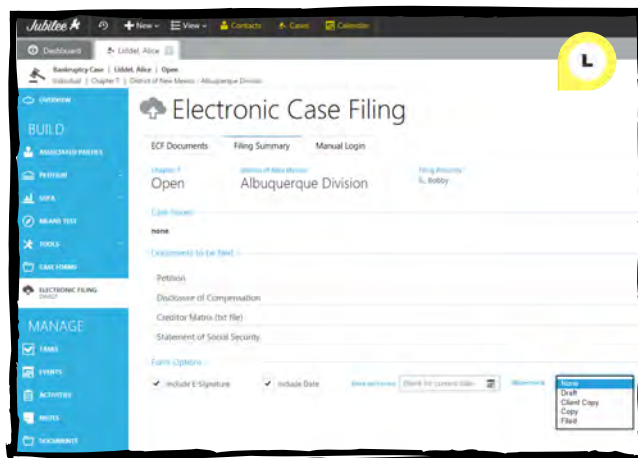 Jubilee New View Contacts Cases Calendar
Dashboard Liddel, Alice
Bankruptcy Case | Liddel, Alice | Open
Individual | Chapter 7 | District of New Mexico - Albuquerque Division
L
OVERVIEW
BUILD
ASSOCIATED PARTIES
PETITION
SOFA
MEANS TEST
TOOLS
CASE FORMS
ELECTRONIC FILING
MANAGE
TASKS
EVENTS
ACTIVITIES
NOTES
DOCUMENTS
Electronic Case Filing
ECF Documents Filing Summary Manual Login
Chapter 7 District of New Mexico Filing Attorney
Open Albuquerque Division G, Bobby
Case Issues
none
Documents to be filed
Petition
Disclosure of Compensation
Creditor Matrix (txt file)
Statement of Social Security
Form Options
Include E-Signature Include Date Date on Forms Blank for current date Watermark None
Draft
Client Copy
Copy
Filed